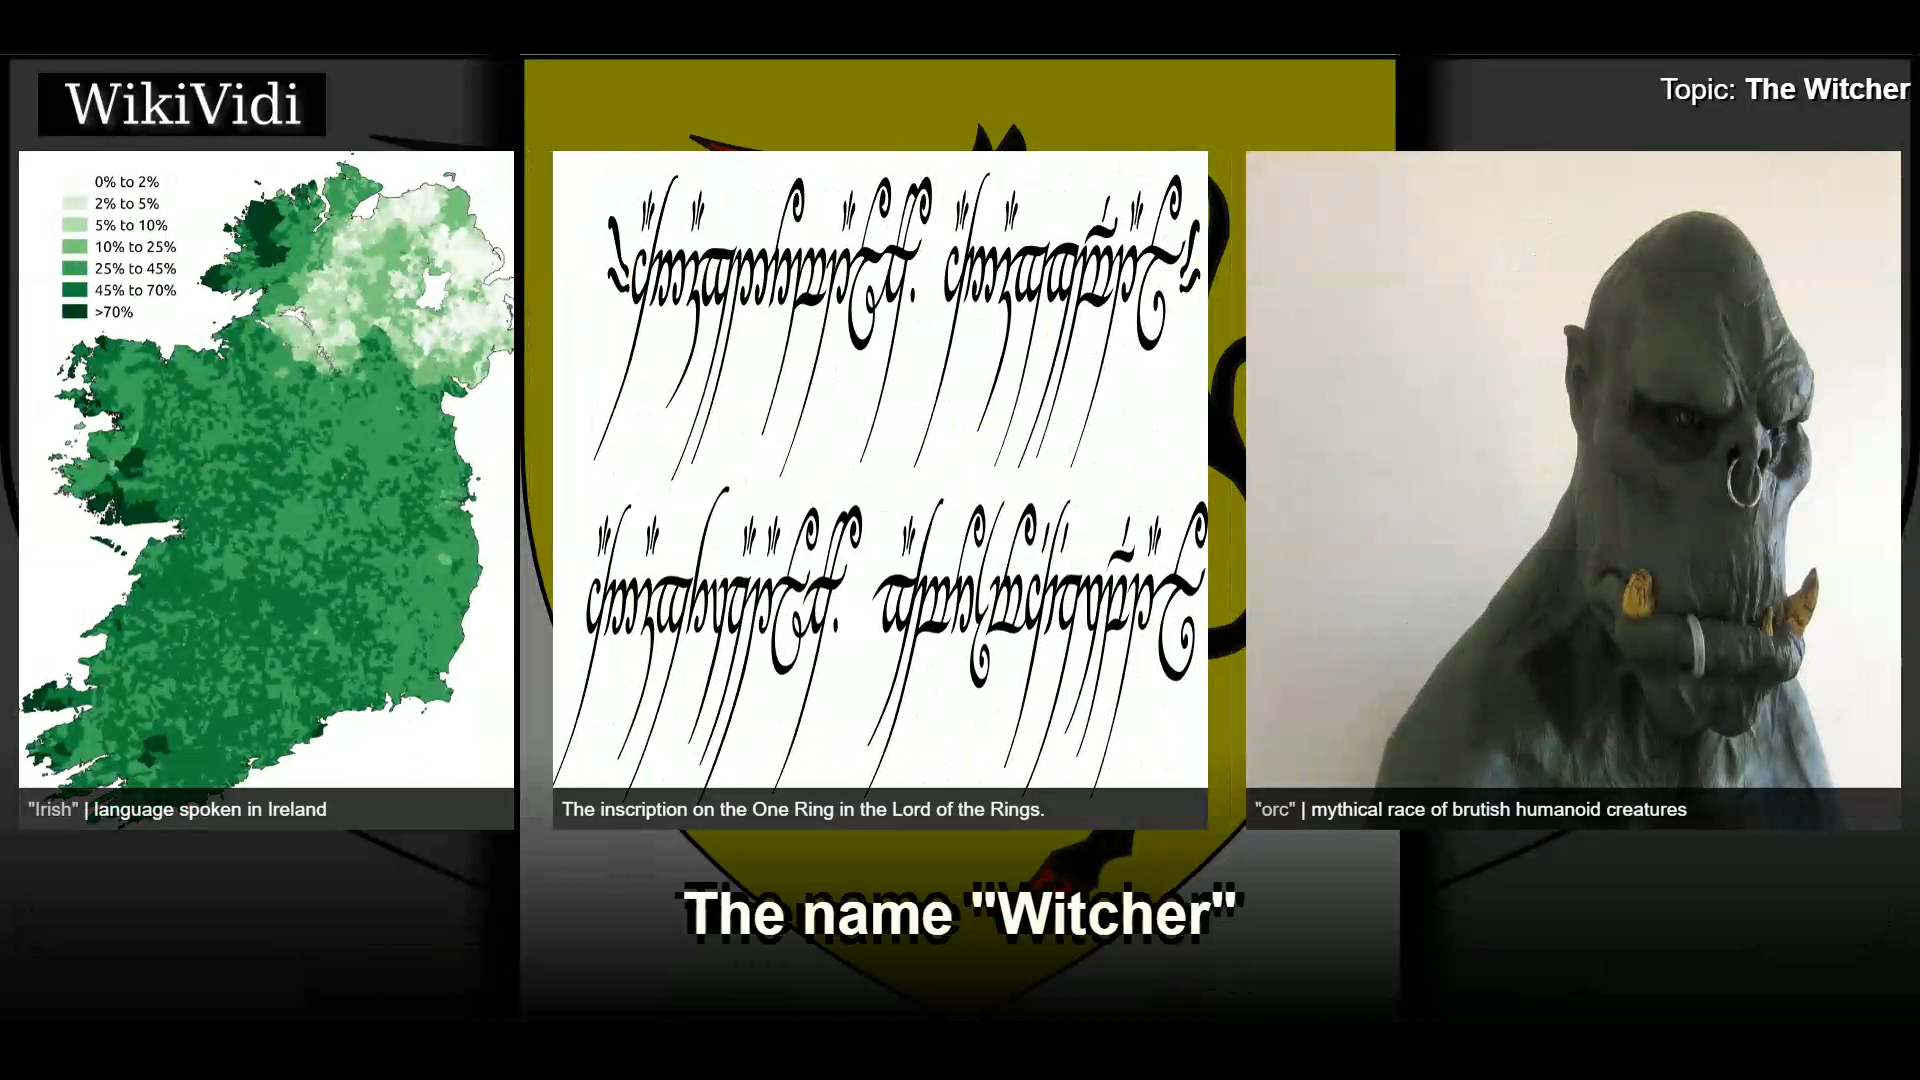 WikiVidi
Topic: The Witcher
0% to 2%
2% to 5%
5% to 10%
10% to 25%
25% to 45%
45% to 70%
>70%
"Irish" | language spoken in Ireland
The inscription on the One Ring in the Lord of the Rings.
"orc" | mythical race of brutish humanoid creatures
The name "Witcher"